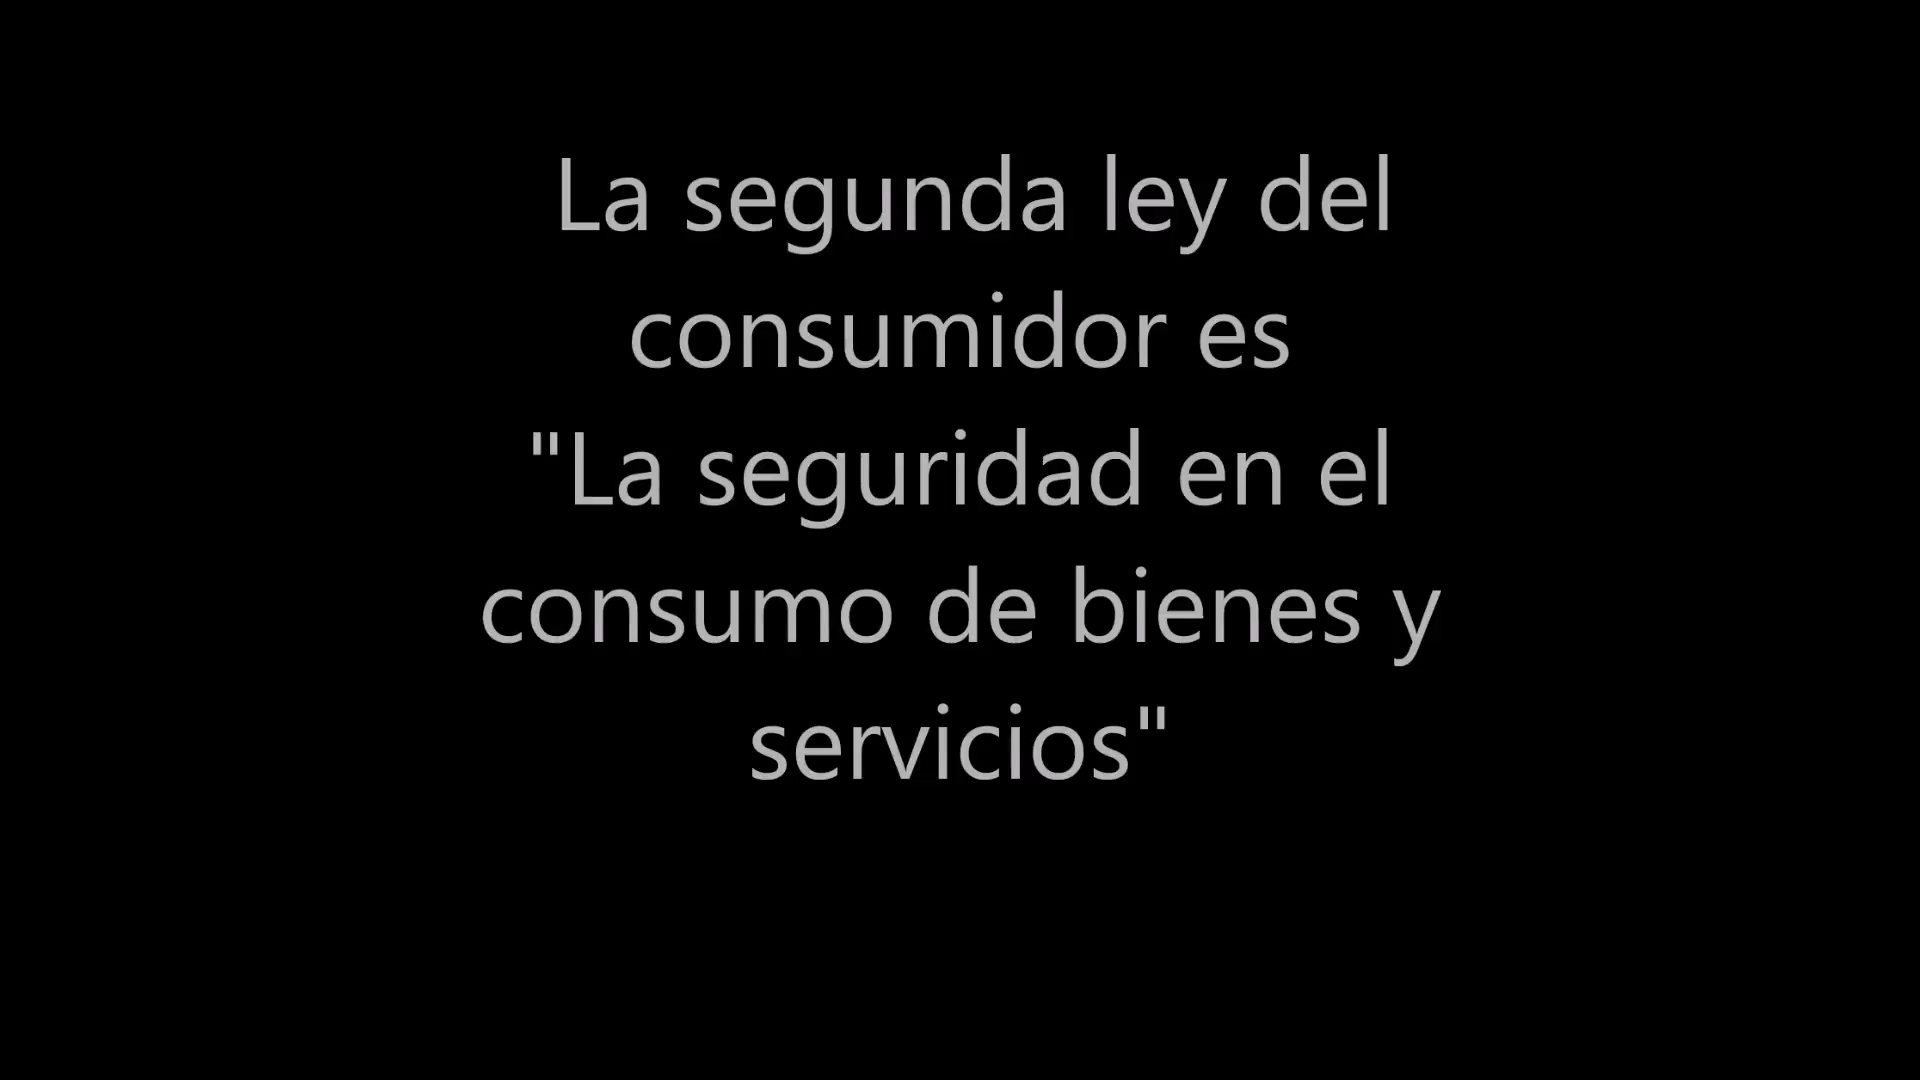 La segunda ley del
consumidor es
"La seguridad en el
consumo de bienes y
servicios"